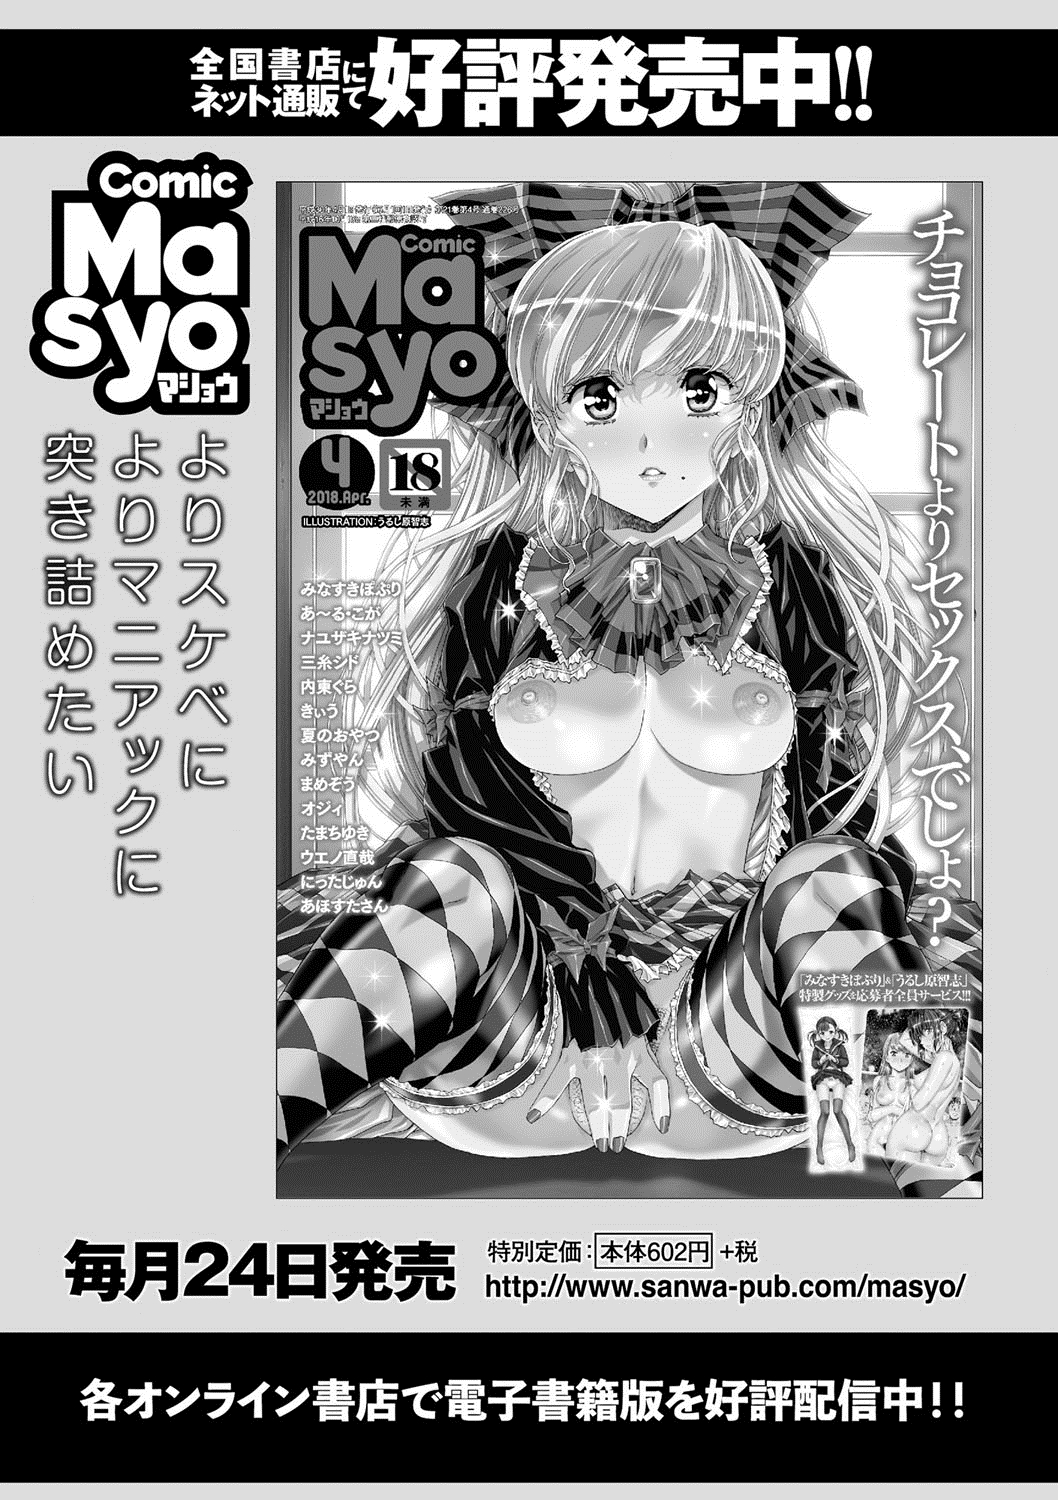 全国書店にて
ネット通販にて
好評発売中!!
Comic
Masyo
マショウ
よりスケベに
よりマニアックに
突き詰めたい
Comic
Masyo
マショウ
4
2018.Apr.
18
未満
ILLUSTRATION:うるし原智志
みなすきぽぷり
あ〜る・こが
ナユザキナツミ
三糸シド
内東ぐら
きぃう
夏のおやつ
みずやん
まめぞう
オジィ
たまちゆき
ウエノ直哉
にったじゅん
あほすたさん
チョコレートよりセックス、でしょ?
「みなすきぽぷり」&「うるし原智志」
特製グッズ応募者全員サービス!!!
毎月24日発売
特別定価:本体602円+税
http://www.sanwa-pub.com/masyo/
各オンライン書店で電子書籍版を好評配信中!!